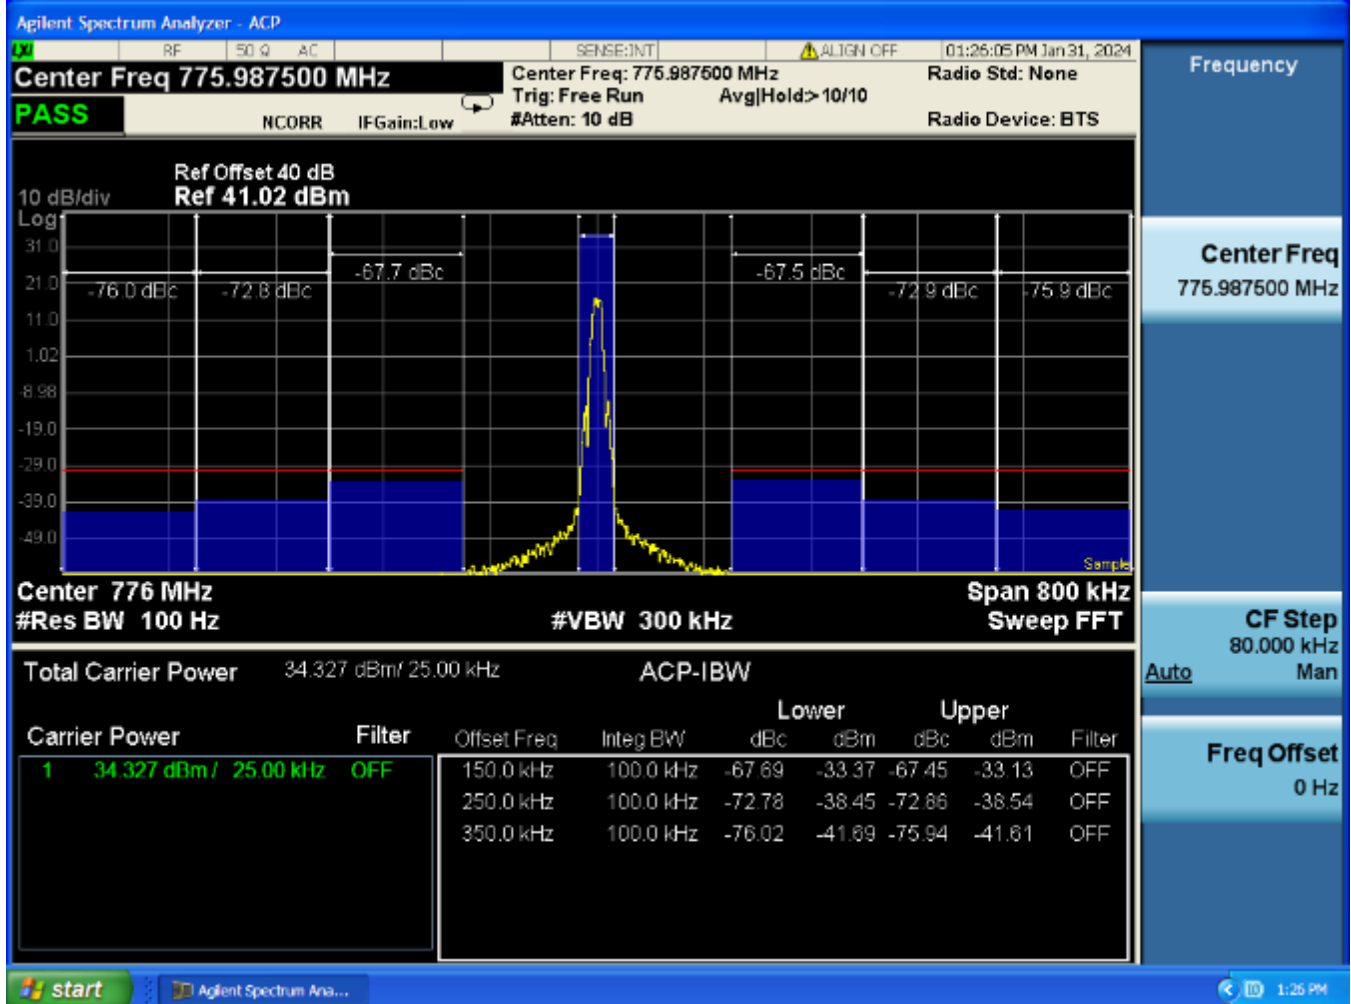 Agilent Spectrum Analyzer - ACP
LXI RF 50 Ω AC SENSE:INT ALIGN OFF 01:26:05 PM Jan 31, 2024
Center Freq 775.987500 MHz
Center Freq: 775.987500 MHz Radio Std: None
Trig: Free Run Avg|Hold:> 10/10
PASS NCORR IFGain:Low #Atten: 10 dB Radio Device: BTS
Ref Offset 40 dB
10 dB/div Ref 41.02 dBm
Log
31.0
21.0
11.0
1.02
-8.98
-19.0
-29.0
-39.0
-49.0
-76.0 dBc -72.8 dBc -67.7 dBc -67.5 dBc -72.9 dBc -75.9 dBc
Sample
Center 776 MHz Span 800 kHz
#Res BW 100 Hz #VBW 300 kHz Sweep FFT
Total Carrier Power 34.327 dBm/ 25.00 kHz ACP-IBW
Lower Upper
Carrier Power Filter Offset Freq Integ BW dBc dBm dBc dBm Filter
1 34.327 dBm / 25.00 kHz OFF 150.0 kHz 100.0 kHz -67.69 -33.37 -67.45 -33.13 OFF
250.0 kHz 100.0 kHz -72.78 -38.45 -72.86 -38.54 OFF
350.0 kHz 100.0 kHz -76.02 -41.69 -75.94 -41.61 OFF
Frequency
Center Freq
775.987500 MHz
CF Step
80.000 kHz
Auto Man
Freq Offset
0 Hz
start Agilent Spectrum Ana... 1:26 PM